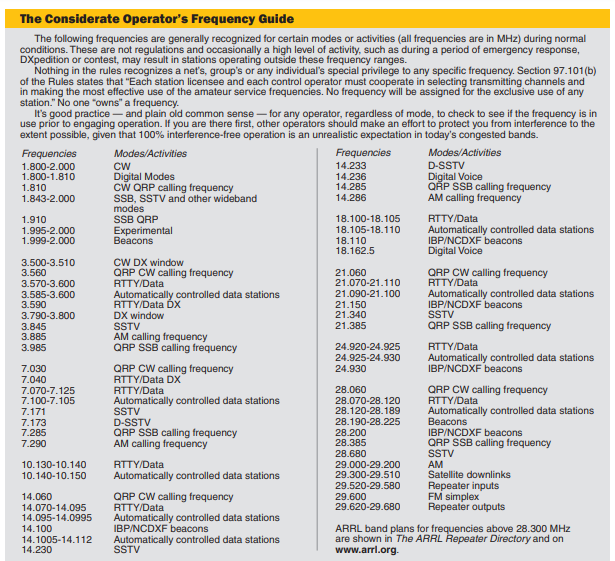 The Considerate Operator's Frequency Guide
The following frequencies are generally recognized for certain modes or activities (all frequencies are in MHz) during normal
conditions. These are not regulations and occasionally a high level of activity, such as during a period of emergency response,
DXpedition or contest, may result in stations operating outside these frequency ranges.
Nothing in the rules recognizes a net's, group's or any individual's special privilege to any specific frequency. Section 97.101(b)
of the Rules states that "Each station licensee and each control operator must cooperate in selecting transmitting channels and
in making the most effective use of the amateur service frequencies. No frequency will be assigned for the exclusive use of any
station." No one "owns" a frequency.
It's good practice — and plain old common sense — for any operator, regardless of mode, to check to see if the frequency is in
use prior to engaging operation. If you are there first, other operators should make an effort to protect you from interference to the
extent possible, given that 100% interference-free operation is an unrealistic expectation in today's congested bands.
Frequencies Modes/Activities
1.800-2.000 CW
1.800-1.810 Digital Modes
1.810 CW QRP calling frequency
1.843-2.000 SSB, SSTV and other wideband
modes
1.910 SSB QRP
1.995-2.000 Experimental
1.999-2.000 Beacons
3.500-3.510 CW DX window
3.560 QRP CW calling frequency
3.570-3.600 RTTY/Data
3.585-3.600 Automatically controlled data stations
3.590 RTTY/Data DX
3.790-3.800 DX window
3.845 SSTV
3.885 AM calling frequency
3.985 QRP SSB calling frequency
7.030 QRP CW calling frequency
7.040 RTTY/Data DX
7.070-7.125 RTTY/Data
7.100-7.105 Automatically controlled data stations
7.171 SSTV
7.173 D-SSTV
7.285 QRP SSB calling frequency
7.290 AM calling frequency
10.130-10.140 RTTY/Data
10.140-10.150 Automatically controlled data stations
14.060 QRP CW calling frequency
14.070-14.095 RTTY/Data
14.095-14.0995 Automatically controlled data stations
14.100 IBP/NCDXF beacons
14.1005-14.112 Automatically controlled data stations
14.230 SSTV
Frequencies Modes/Activities
14.233 D-SSTV
14.236 Digital Voice
14.285 QRP SSB calling frequency
14.286 AM calling frequency
18.100-18.105 RTTY/Data
18.105-18.110 Automatically controlled data stations
18.110 IBP/NCDXF beacons
18.162.5 Digital Voice
21.060 QRP CW calling frequency
21.070-21.110 RTTY/Data
21.090-21.100 Automatically controlled data stations
21.150 IBP/NCDXF beacons
21.340 SSTV
21.385 QRP SSB calling frequency
24.920-24.925 RTTY/Data
24.925-24.930 Automatically controlled data stations
24.930 IBP/NCDXF beacons
28.060 QRP CW calling frequency
28.070-28.120 RTTY/Data
28.120-28.189 Automatically controlled data stations
28.190-28.225 Beacons
28.200 IBP/NCDXF beacons
28.385 QRP SSB calling frequency
28.680 SSTV
29.000-29.200 AM
29.300-29.510 Satellite downlinks
29.520-29.580 Repeater inputs
29.600 FM simplex
29.620-29.680 Repeater outputs
ARRL band plans for frequencies above 28.300 MHz
are shown in The ARRL Repeater Directory and on
www.arrl.org.